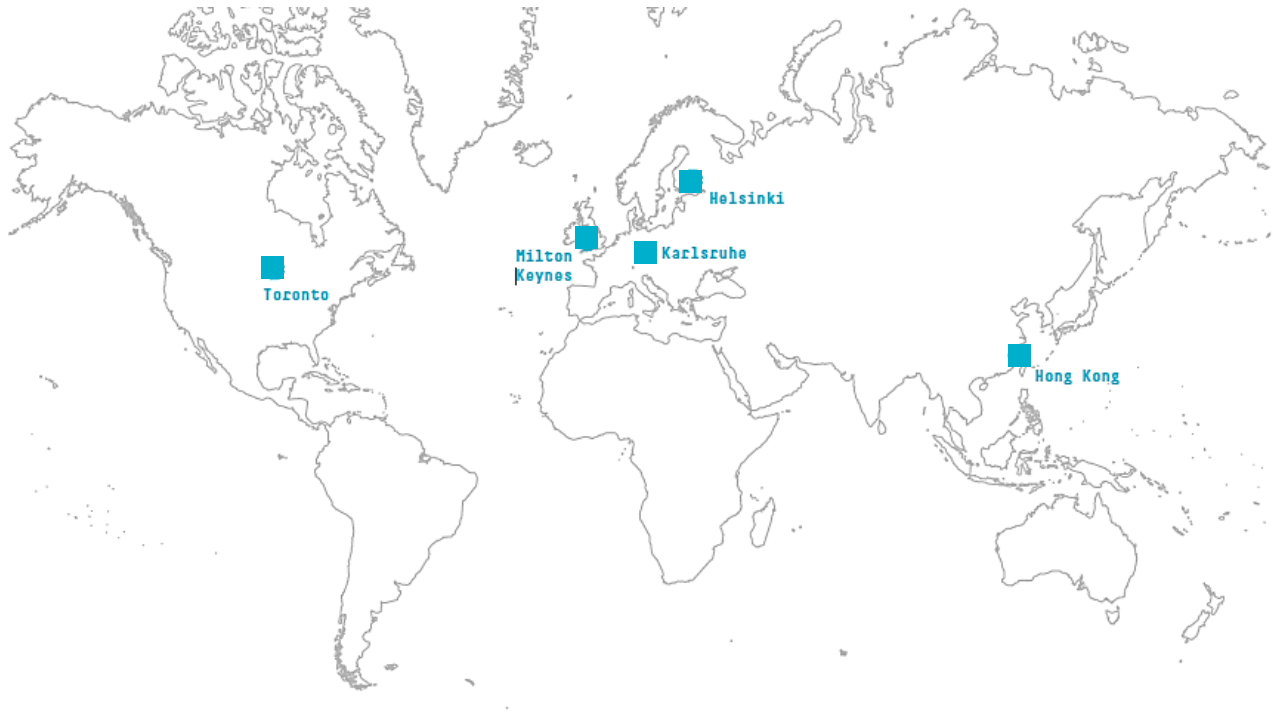 Helsinki
Milton
Keynes
Karlsruhe
Toronto
Hong Kong